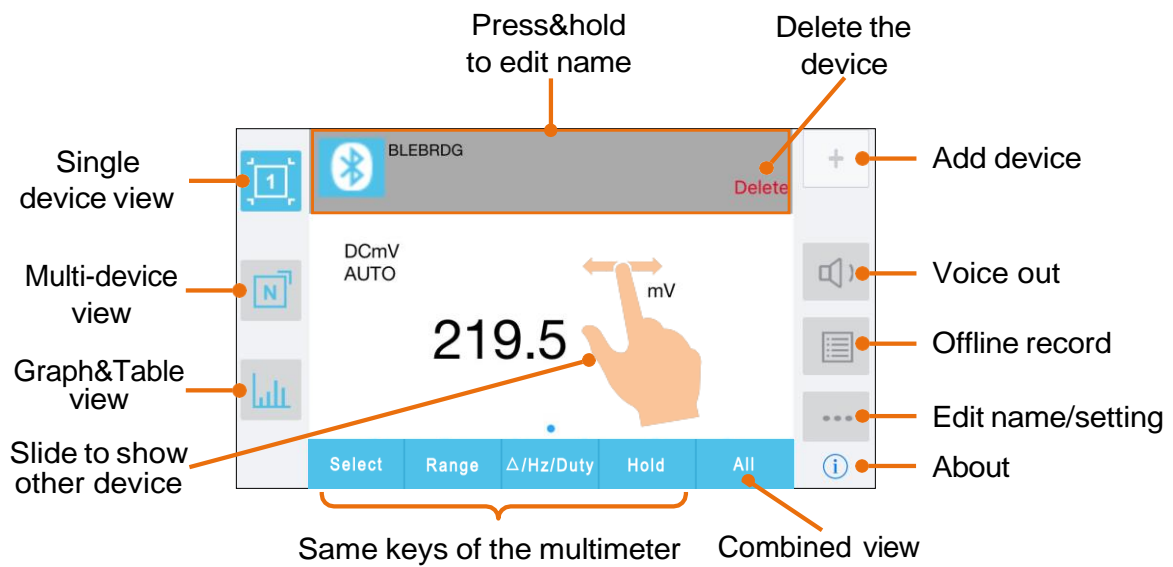 Press&hold
to edit name
Delete the
device
Single
device view
1
BLEBRDG
Delete
+
Add device
Multi-device
view
N
DCmV
AUTO
mV
219.5
Voice out
Graph&Table
view
Offline record
Edit name/setting
Slide to show
other device
Select
Range
△/Hz/Duty
Hold
All
i
About
Same keys of the multimeter
Combined view